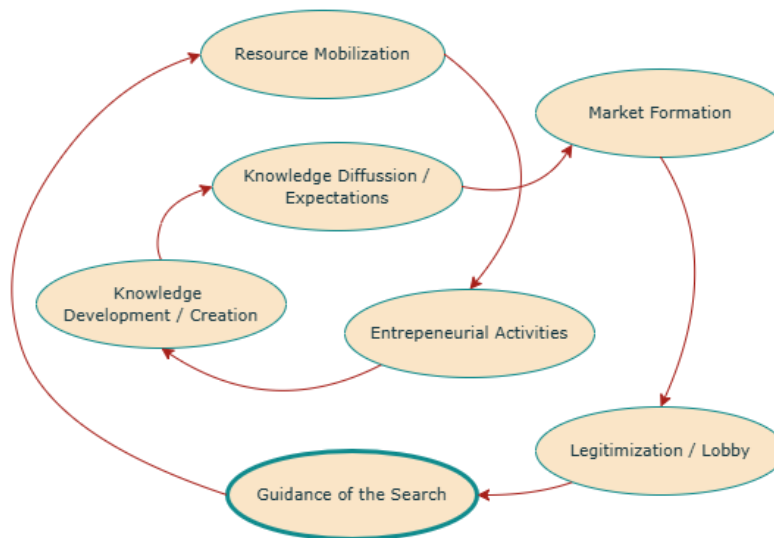 Resource Mobilization
Market Formation
Knowledge Diffussion /
Expectations
Knowledge
Development / Creation
Entrepeneurial Activities
Legitimization / Lobby
Guidance of the Search